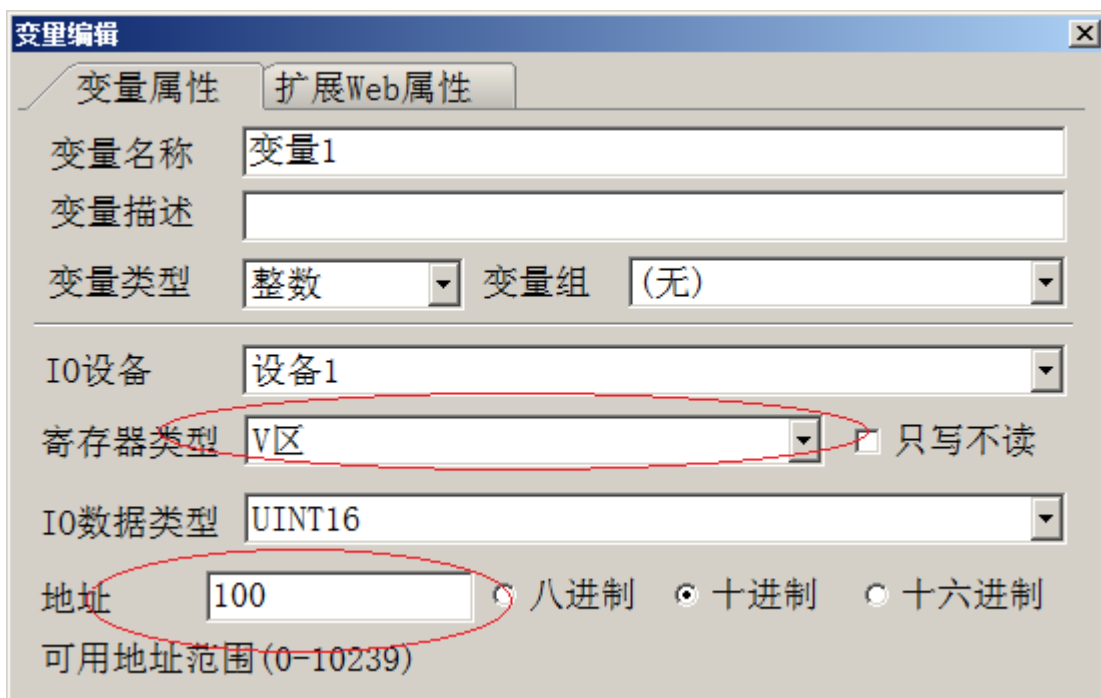 变量编辑
变量属性 扩展Web属性
变量名称 变量1
变量描述
变量类型 整数 变量组 (无)
IO设备 设备1
寄存器类型 V区 只写不读
IO数据类型 UINT16
地址 100 八进制 十进制 十六进制
可用地址范围(0-10239)